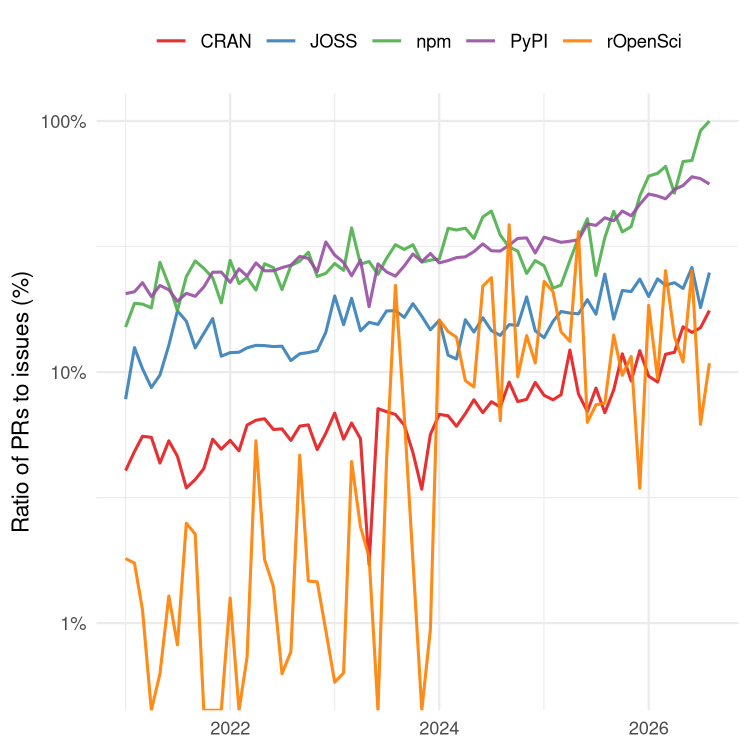 CRAN JOSS npm PyPI rOpenSci
100%
10%
1%
Ratio of PRs to issues (%)
2022 2024 2026